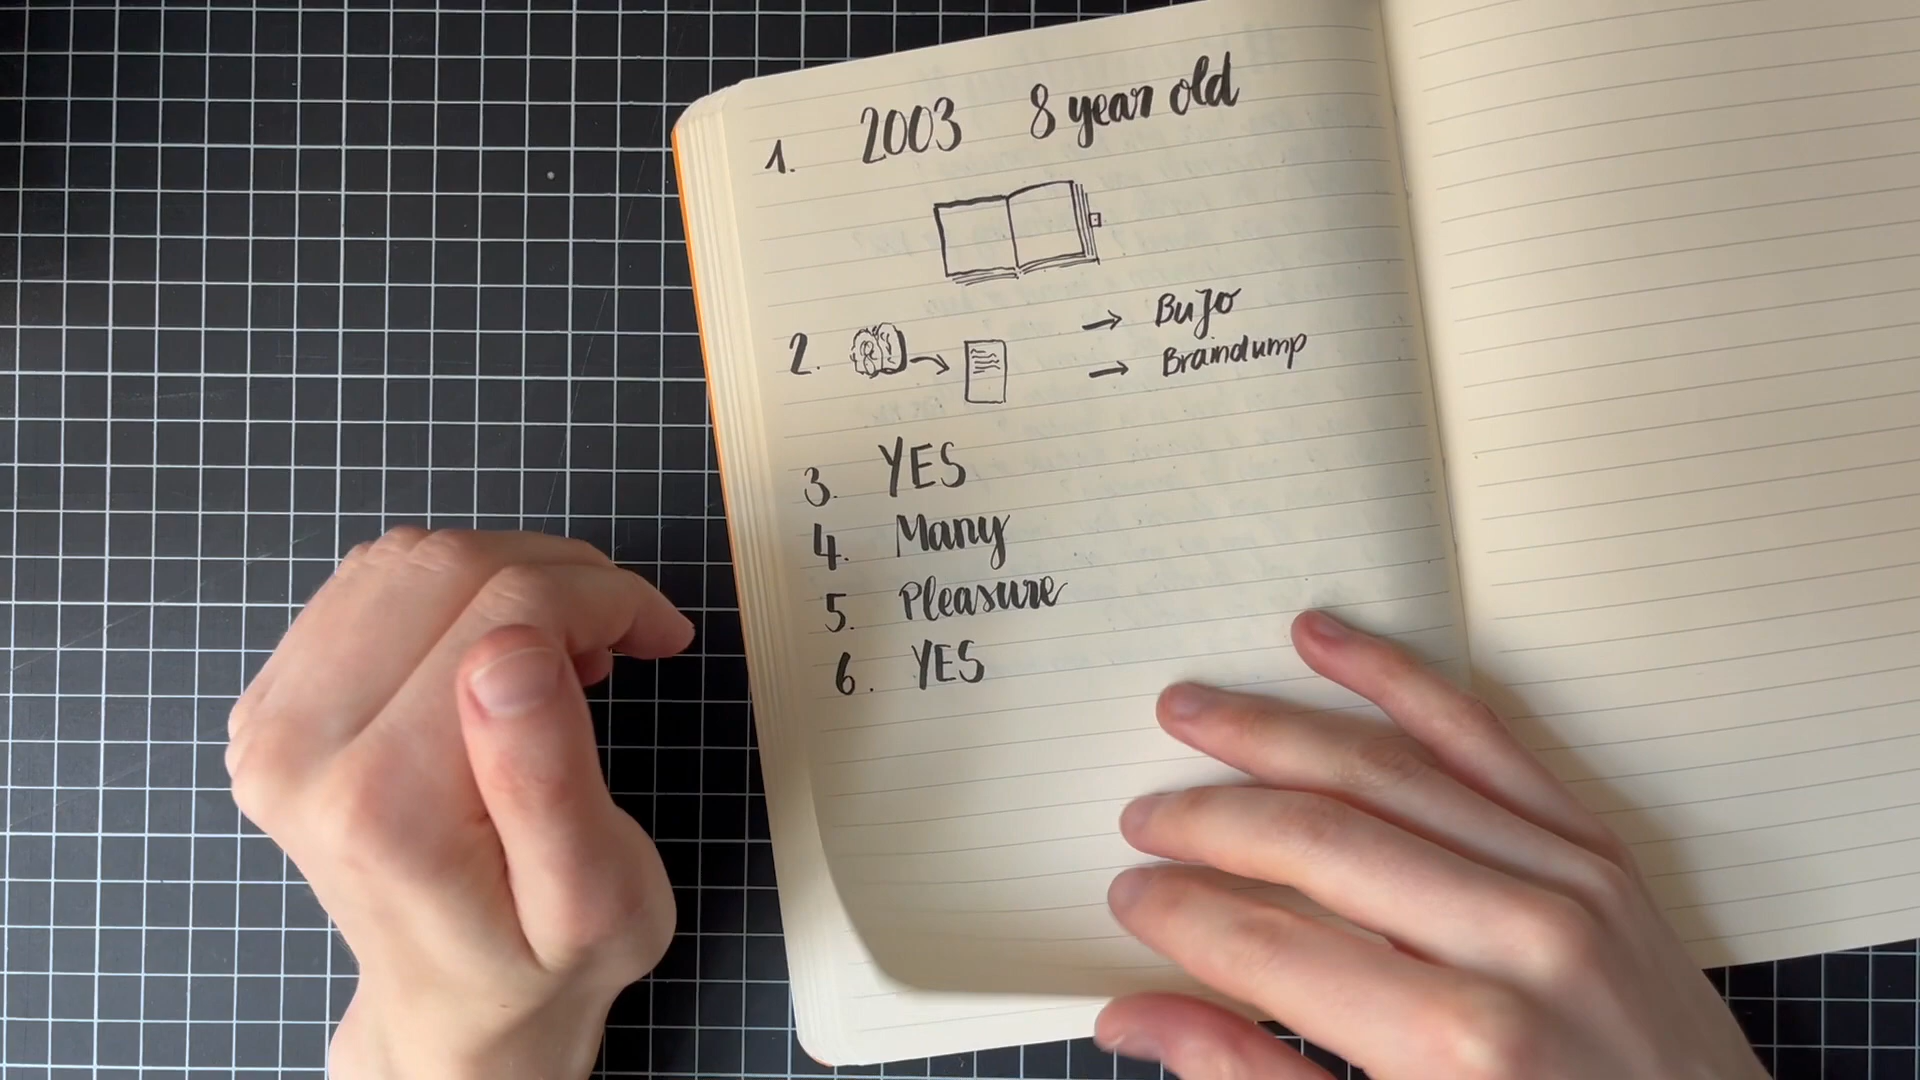 1. 2003 8 year old
2. → BuJo
→ Braindump
3. YES
4. Many
5. Pleasure
6. YES